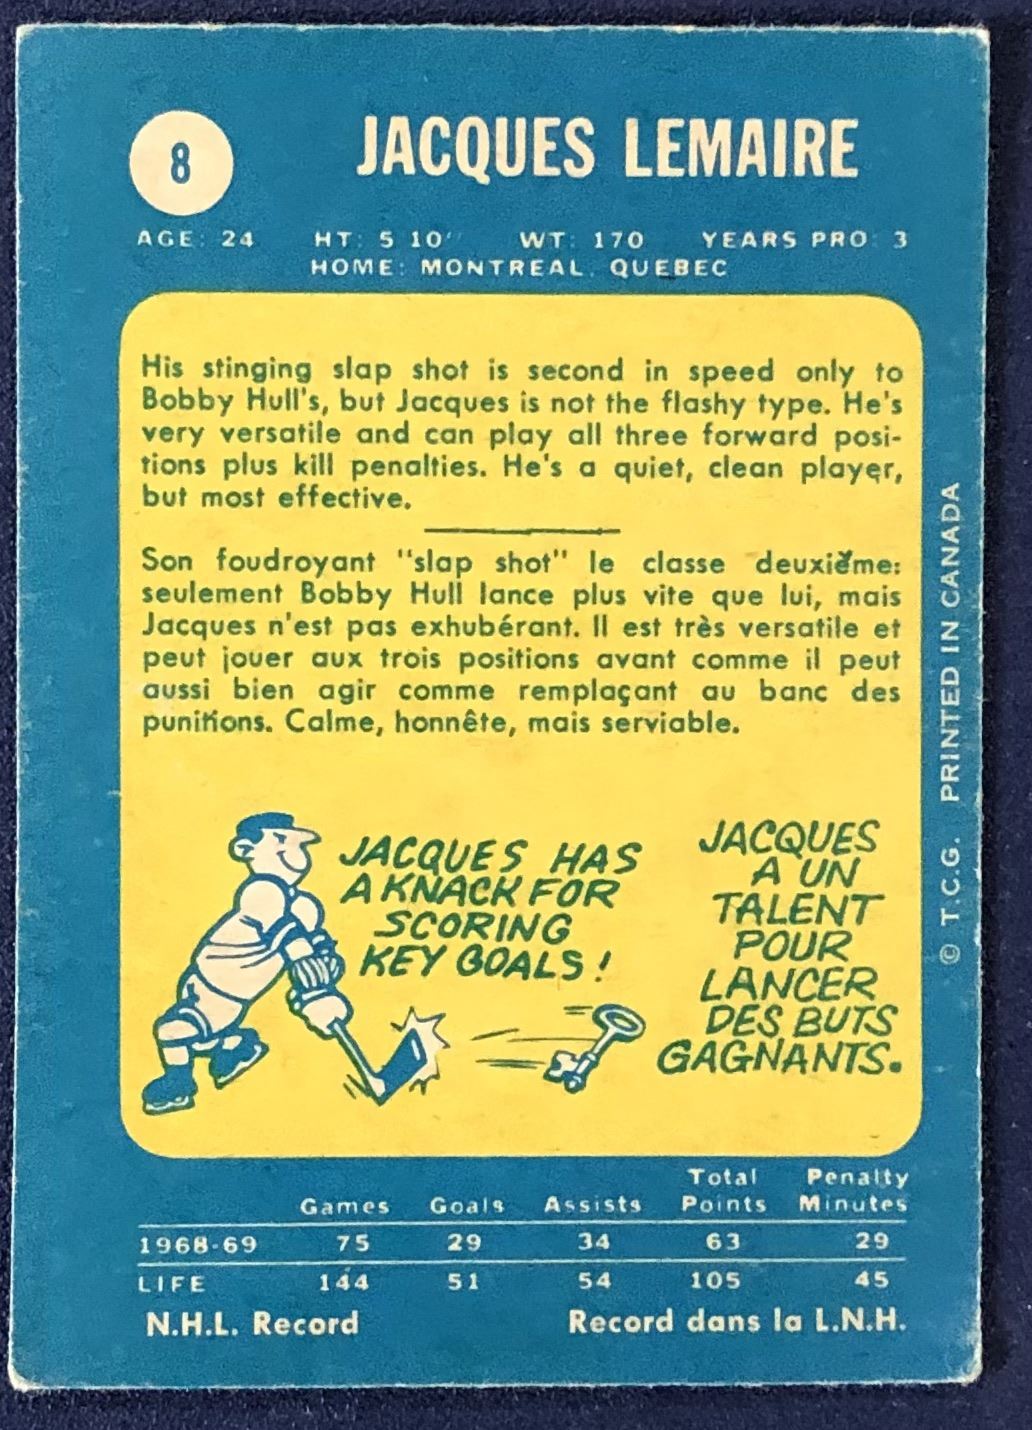 8
JACQUES LEMAIRE
AGE: 24 HT: 5 10" WT: 170 YEARS PRO: 3
HOME: MONTREAL, QUEBEC
His stinging slap shot is second in speed only to
Bobby Hull's, but Jacques is not the flashy type. He's
very versatile and can play all three forward posi-
tions plus kill penalties. He's a quiet, clean player,
but most effective.
Son foudroyant "slap shot" le classe deuxième:
seulement Bobby Hull lance plus vite que lui, mais
Jacques n'est pas exhubérant. Il est très versatile et
peut jouer aux trois positions avant comme il peut
aussi bien agir comme remplaçant au banc des
punitions. Calme, honnête, mais serviable.
JACQUES HAS
A KNACK FOR
SCORING
KEY GOALS!
JACQUES
A UN
TALENT
POUR
LANCER
DES BUTS
GAGNANTS.
© T.C.G. PRINTED IN CANADA
Games Goals Assists Total Points Penalty Minutes
1968-69 75 29 34 63 29
LIFE 144 51 54 105 45
N.H.L. Record Record dans la L.N.H.